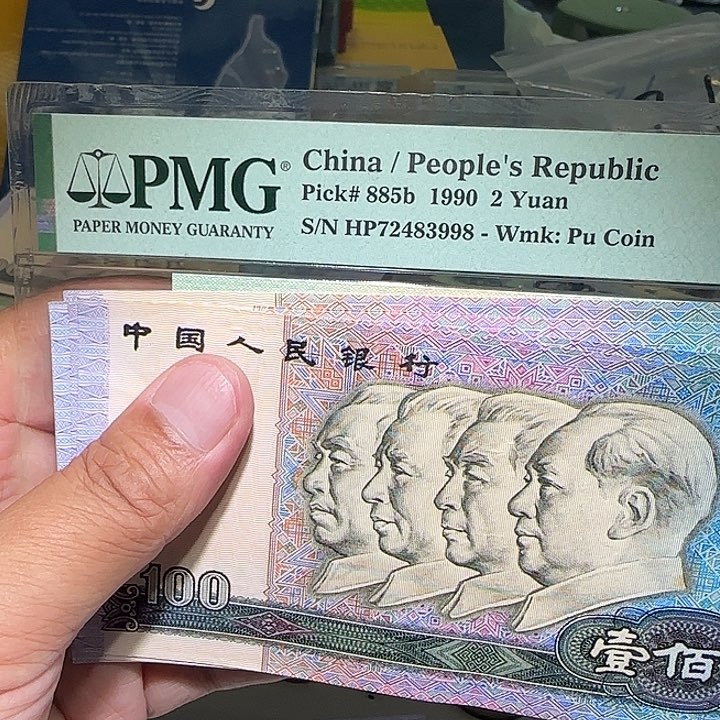 PMG®
PAPER MONEY GUARANTY
China / People's Republic
Pick# 885b 1990 2 Yuan
S/N HP72483998 - Wmk: Pu Coin
中国人民银行
100
壹佰